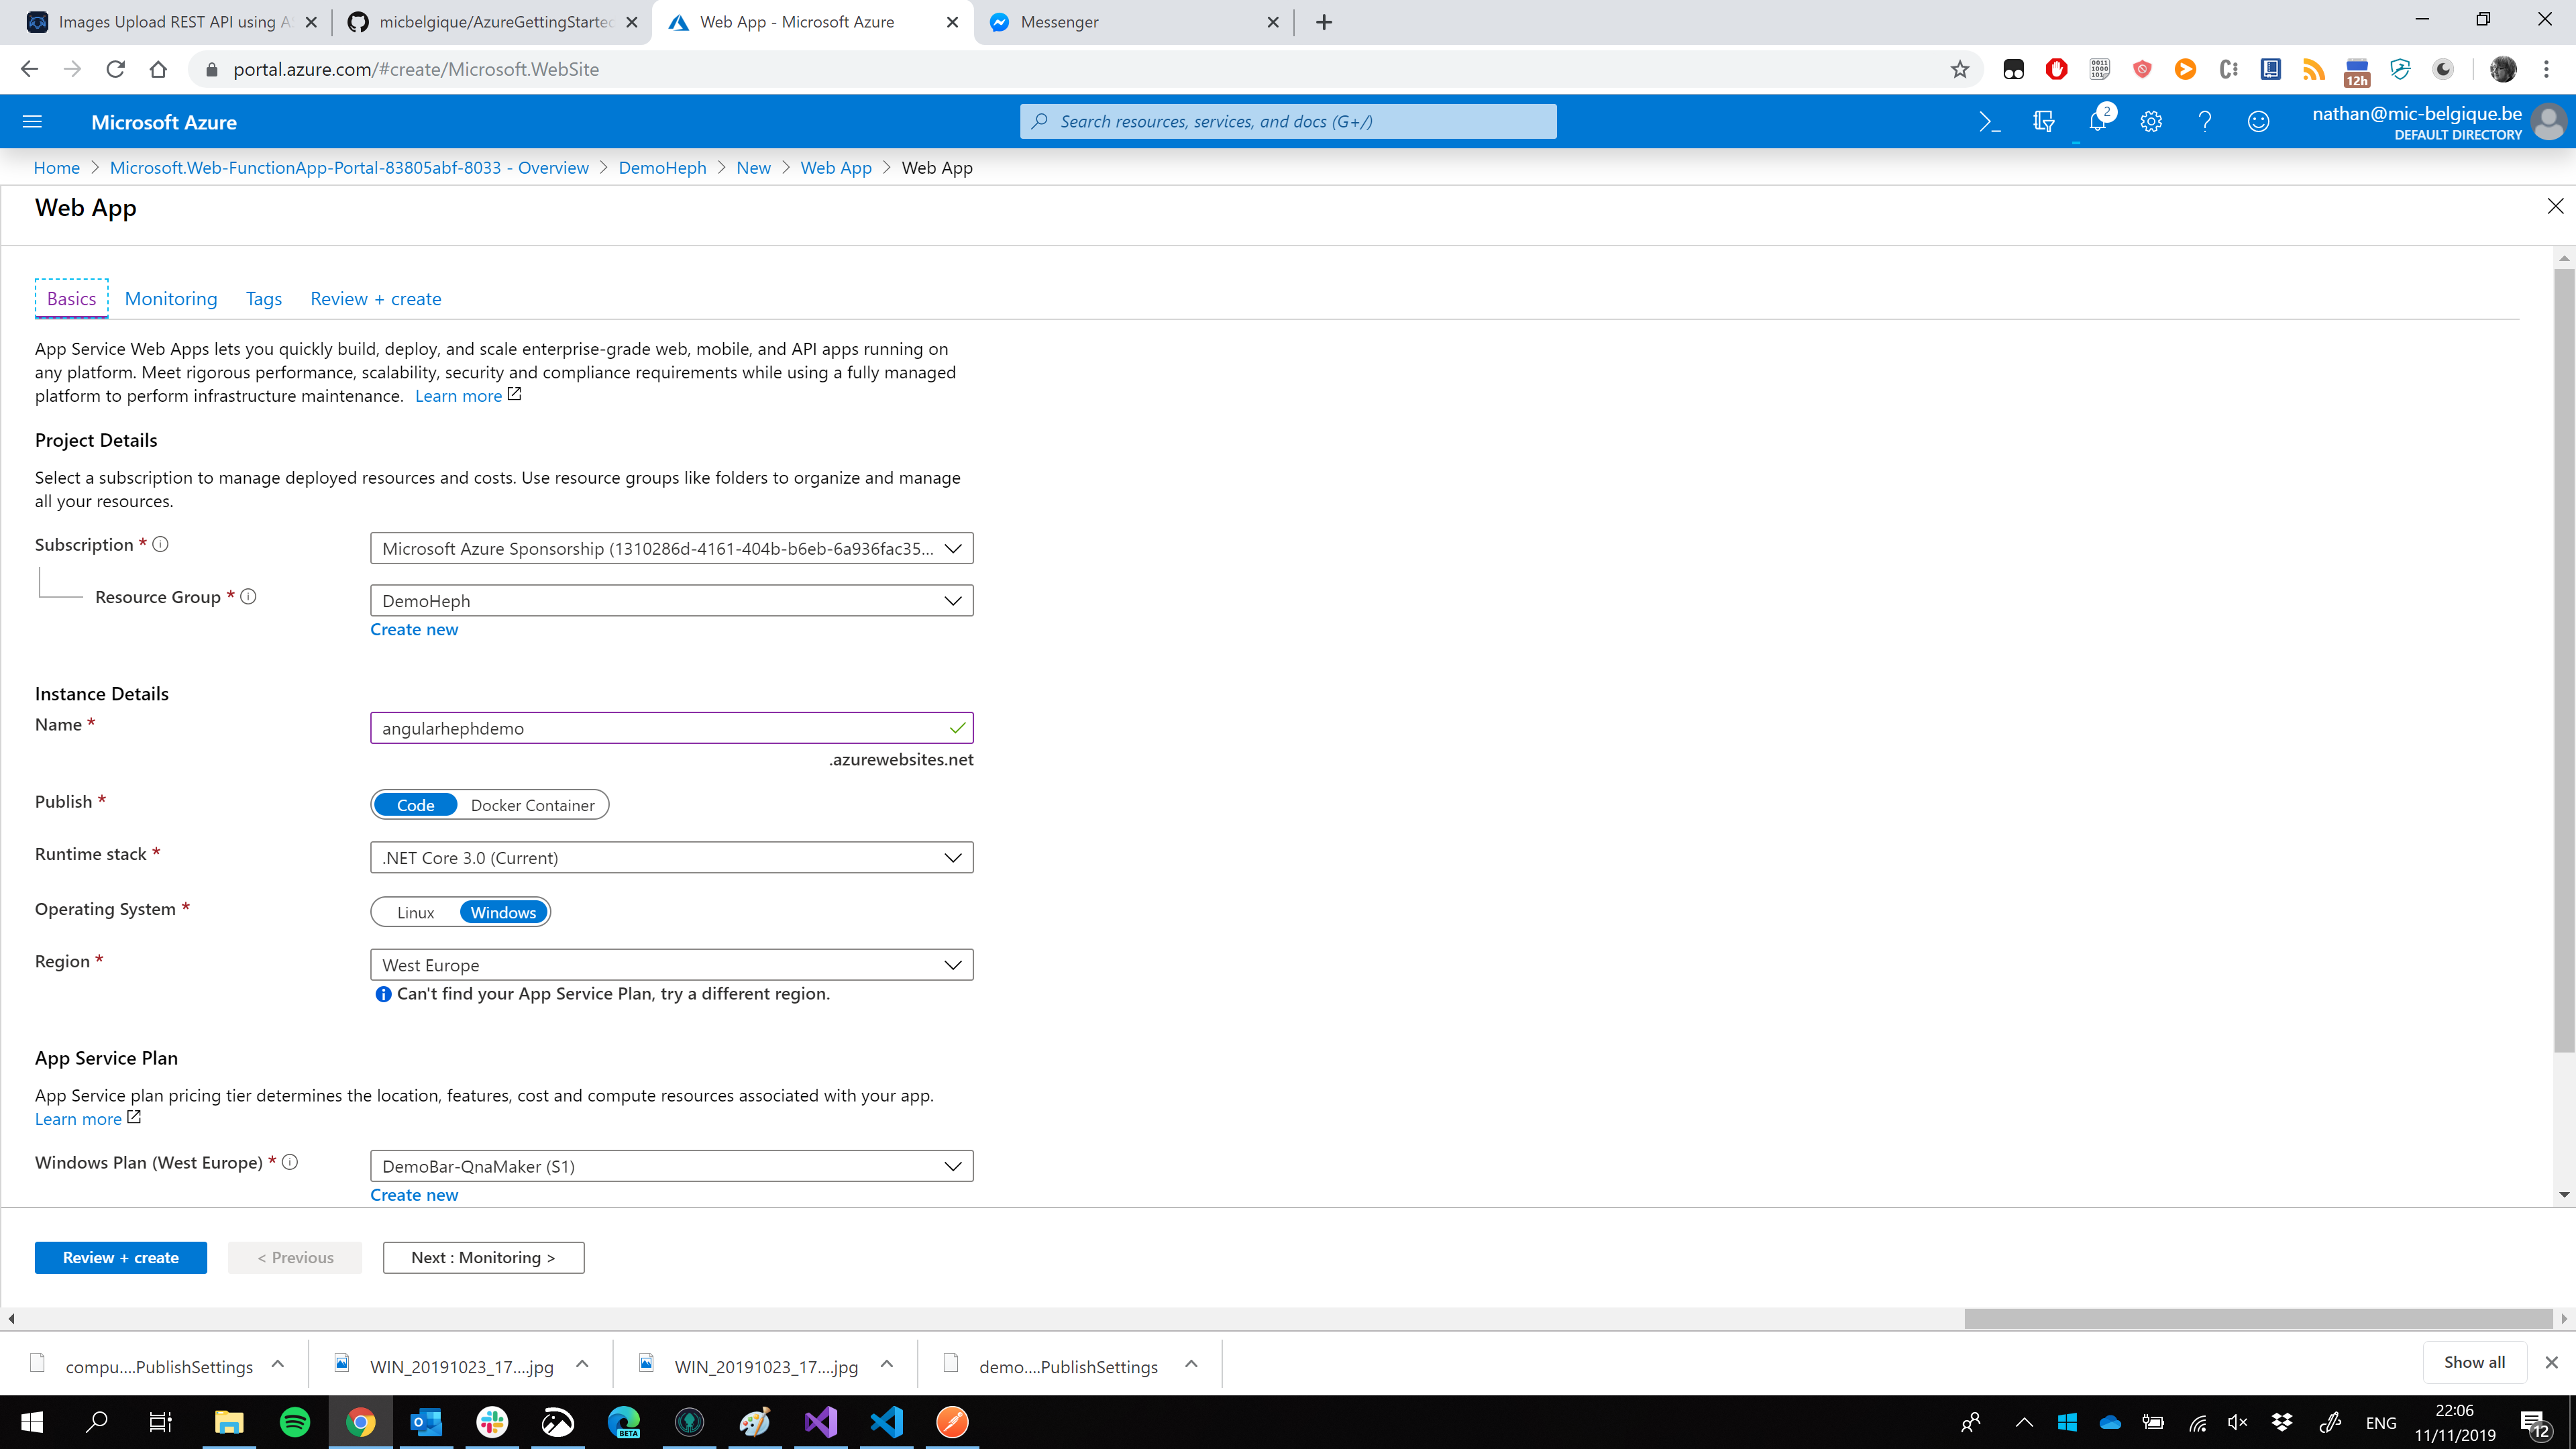 Images Upload REST API using A
micbelgique/AzureGettingStarted
Web App - Microsoft Azure
Messenger
portal.azure.com/#create/Microsoft.WebSite
12h
Microsoft Azure
Search resources, services, and docs (G+/)
2
nathan@mic-belgique.be
DEFAULT DIRECTORY
Home > Microsoft.Web-FunctionApp-Portal-83805abf-8033 - Overview > DemoHeph > New > Web App > Web App
Web App
Basics Monitoring Tags Review + create
App Service Web Apps lets you quickly build, deploy, and scale enterprise-grade web, mobile, and API apps running on
any platform. Meet rigorous performance, scalability, security and compliance requirements while using a fully managed
platform to perform infrastructure maintenance. Learn more
Project Details
Select a subscription to manage deployed resources and costs. Use resource groups like folders to organize and manage
all your resources.
Subscription *
Microsoft Azure Sponsorship (1310286d-4161-404b-b6eb-6a936fac35...
Resource Group *
DemoHeph
Create new
Instance Details
Name *
angularhephdemo
.azurewebsites.net
Publish *
Code Docker Container
Runtime stack *
.NET Core 3.0 (Current)
Operating System *
Linux Windows
Region *
West Europe
Can't find your App Service Plan, try a different region.
App Service Plan
App Service plan pricing tier determines the location, features, cost and compute resources associated with your app.
Learn more
Windows Plan (West Europe) *
DemoBar-QnaMaker (S1)
Create new
Review + create
< Previous
Next : Monitoring >
compu....PublishSettings
WIN_20191023_17....jpg
WIN_20191023_17....jpg
demo....PublishSettings
Show all
BETA
ENG
22:06
11/11/2019
12